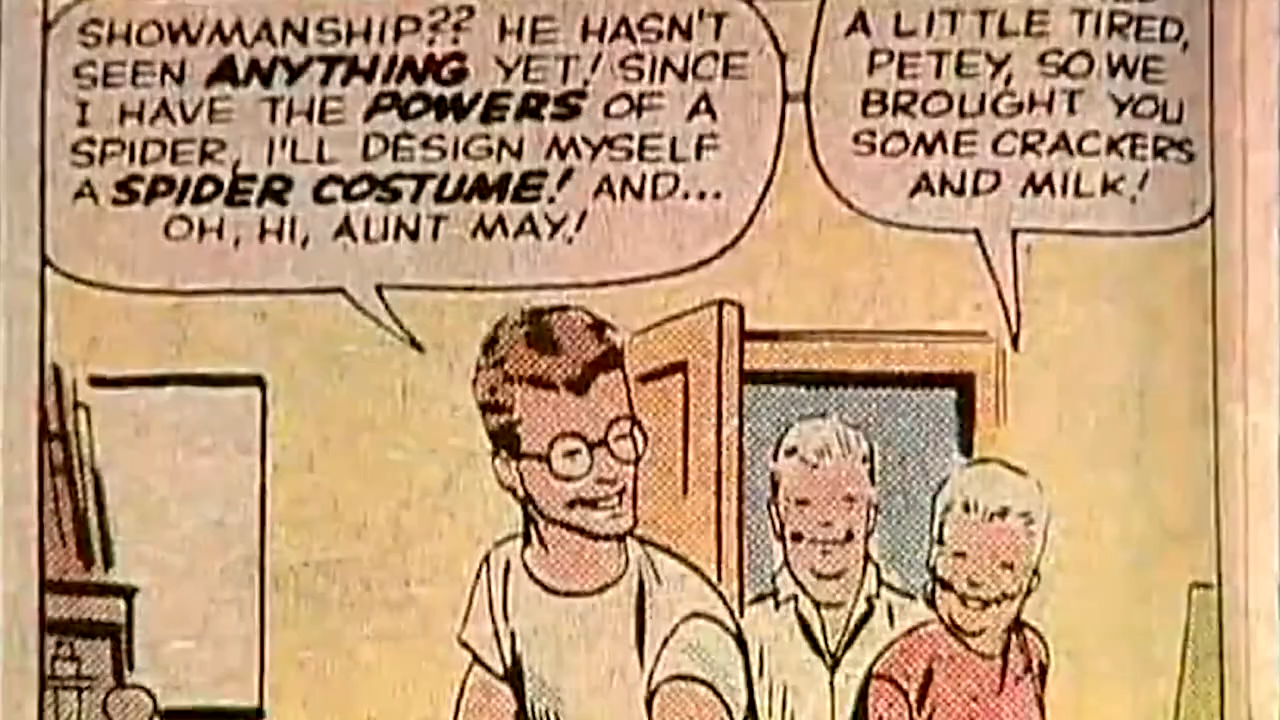 SHOWMANSHIP?? HE HASN'T
SEEN ANYTHING YET! SINCE
I HAVE THE POWERS OF A
SPIDER, I'LL DESIGN MYSELF
A SPIDER COSTUME! AND...
OH, HI, AUNT MAY!
A LITTLE TIRED,
PETEY, SO WE
BROUGHT YOU
SOME CRACKERS
AND MILK!